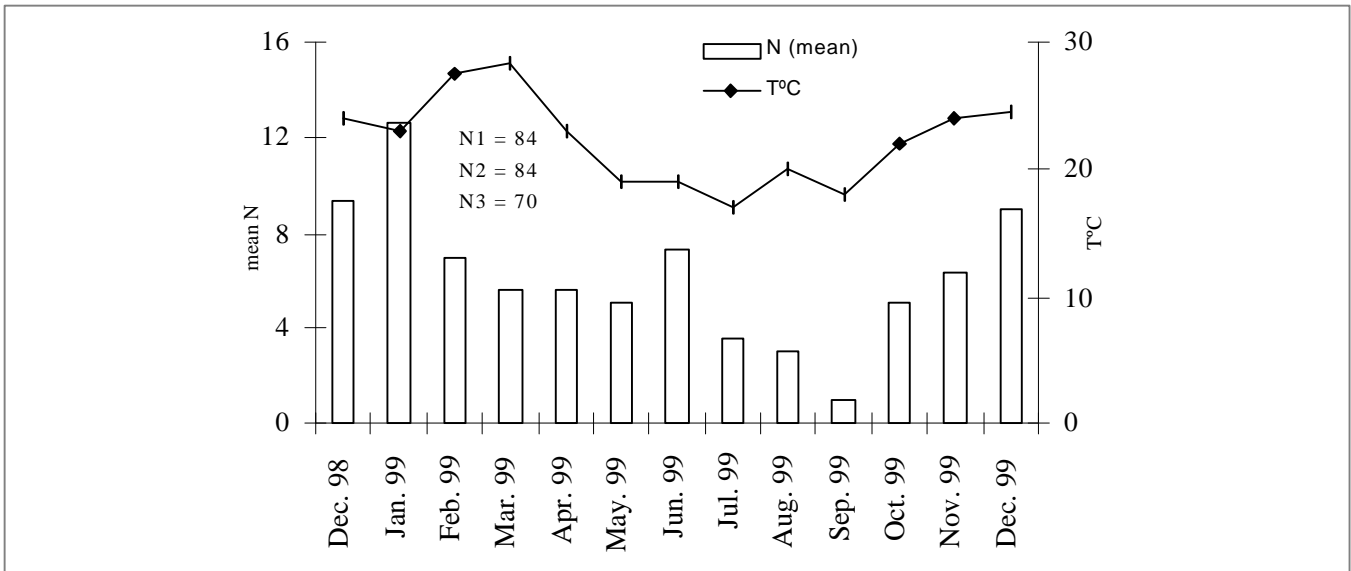 16
12
8
4
0
mean N
N (mean)
TºC
N1 = 84
N2 = 84
N3 = 70
30
20
10
0
TºC
Dec. 98
Jan. 99
Feb. 99
Mar. 99
Apr. 99
May. 99
Jun. 99
Jul. 99
Aug. 99
Sep. 99
Oct. 99
Nov. 99
Dec. 99